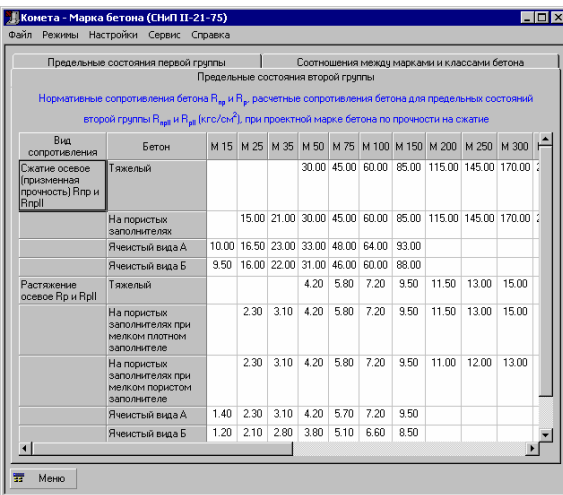 Комета - Марка бетона (СНиП II-21-75)
Файл Режимы Настройки Сервис Справка
Предельные состояния первой группы Соотношения между марками и классами бетона
Предельные состояния второй группы
Нормативные сопротивления бетона Rпр и Rр, расчетные сопротивления бетона для предельных состояний
второй группы RпрII и RрII (кгс/см²), при проектной марке бетона по прочности на сжатие
Вид сопротивления Бетон М 15 М 25 М 35 М 50 М 75 М 100 М 150 М 200 М 250 М 300
Сжатие осевое (призменная прочность) Rпр и RпрII Тяжелый 30.00 45.00 60.00 85.00 115.00 145.00 170.00
На пористых заполнителях 15.00 21.00 30.00 45.00 60.00 85.00 115.00 145.00 170.00
Ячеистый вида А 10.00 16.50 23.00 33.00 48.00 64.00 93.00
Ячеистый вида Б 9.50 16.00 22.00 31.00 46.00 60.00 88.00
Растяжение осевое Rр и RрII Тяжелый 4.20 5.80 7.20 9.50 11.50 13.00 15.00
На пористых заполнителях при мелком плотном заполнителе 2.30 3.10 4.20 5.80 7.20 9.50 11.50 13.00 15.00
На пористых заполнителях при мелком пористом заполнителе 2.30 3.10 4.20 5.80 7.20 9.50 11.00 12.00 13.00
Ячеистый вида А 1.40 2.30 3.10 4.20 5.70 7.20 9.50
Ячеистый вида Б 1.20 2.10 2.80 3.80 5.10 6.60 8.50
Меню